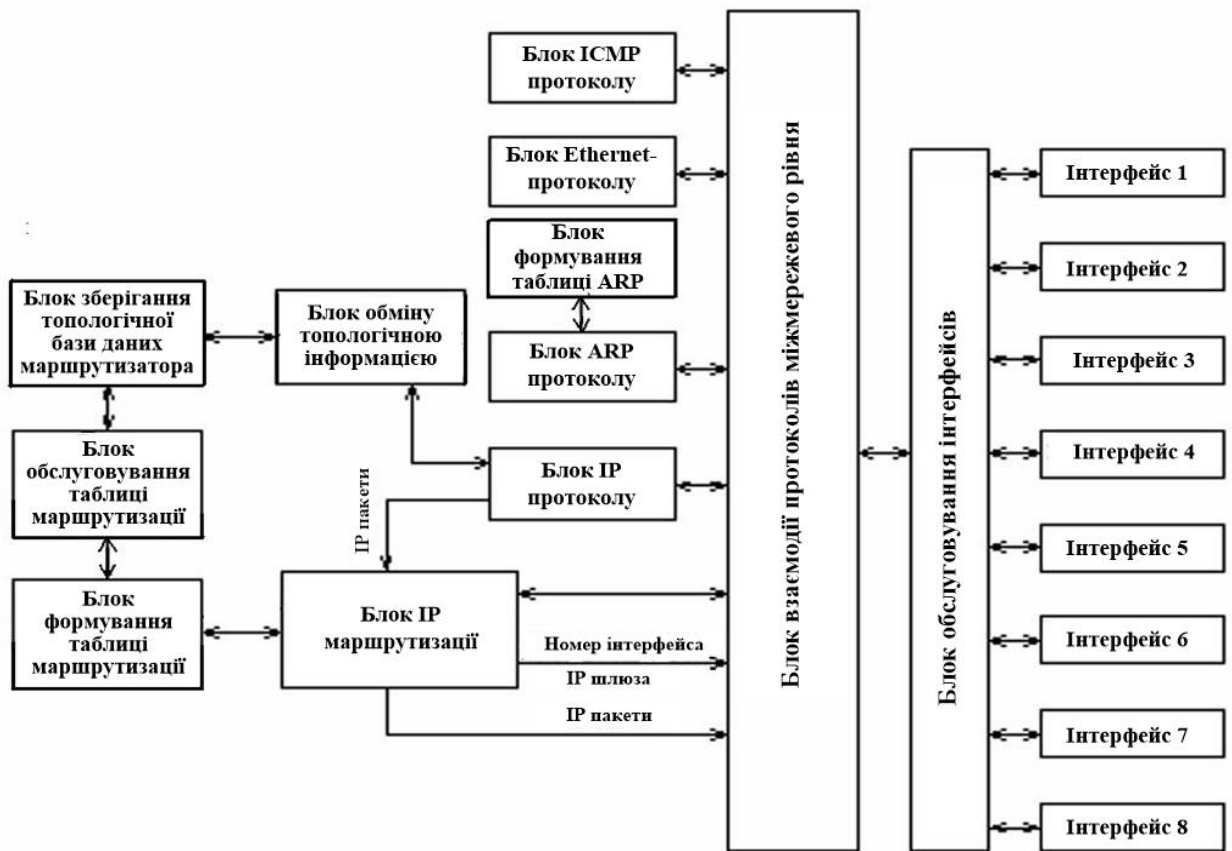 Блок ICMP
протоколу
Блок Ethernet-
протоколу
Блок
формування
таблиці ARP
Блок ARP
протоколу
Блок IP
протоколу
Блок зберігання
топологічної
бази даних
маршрутизатора
Блок обміну
топологічною
інформацією
Блок
обслуговування
таблиці
маршрутизації
Блок
формування
таблиці
маршрутизації
IP пакети
Блок IP
маршрутизації
Номер інтерфейса
IP шлюза
IP пакети
Блок взаємодії протоколів міжмережевого рівня
Блок обслуговування інтерфейсів
Інтерфейс 1
Інтерфейс 2
Інтерфейс 3
Інтерфейс 4
Інтерфейс 5
Інтерфейс 6
Інтерфейс 7
Інтерфейс 8